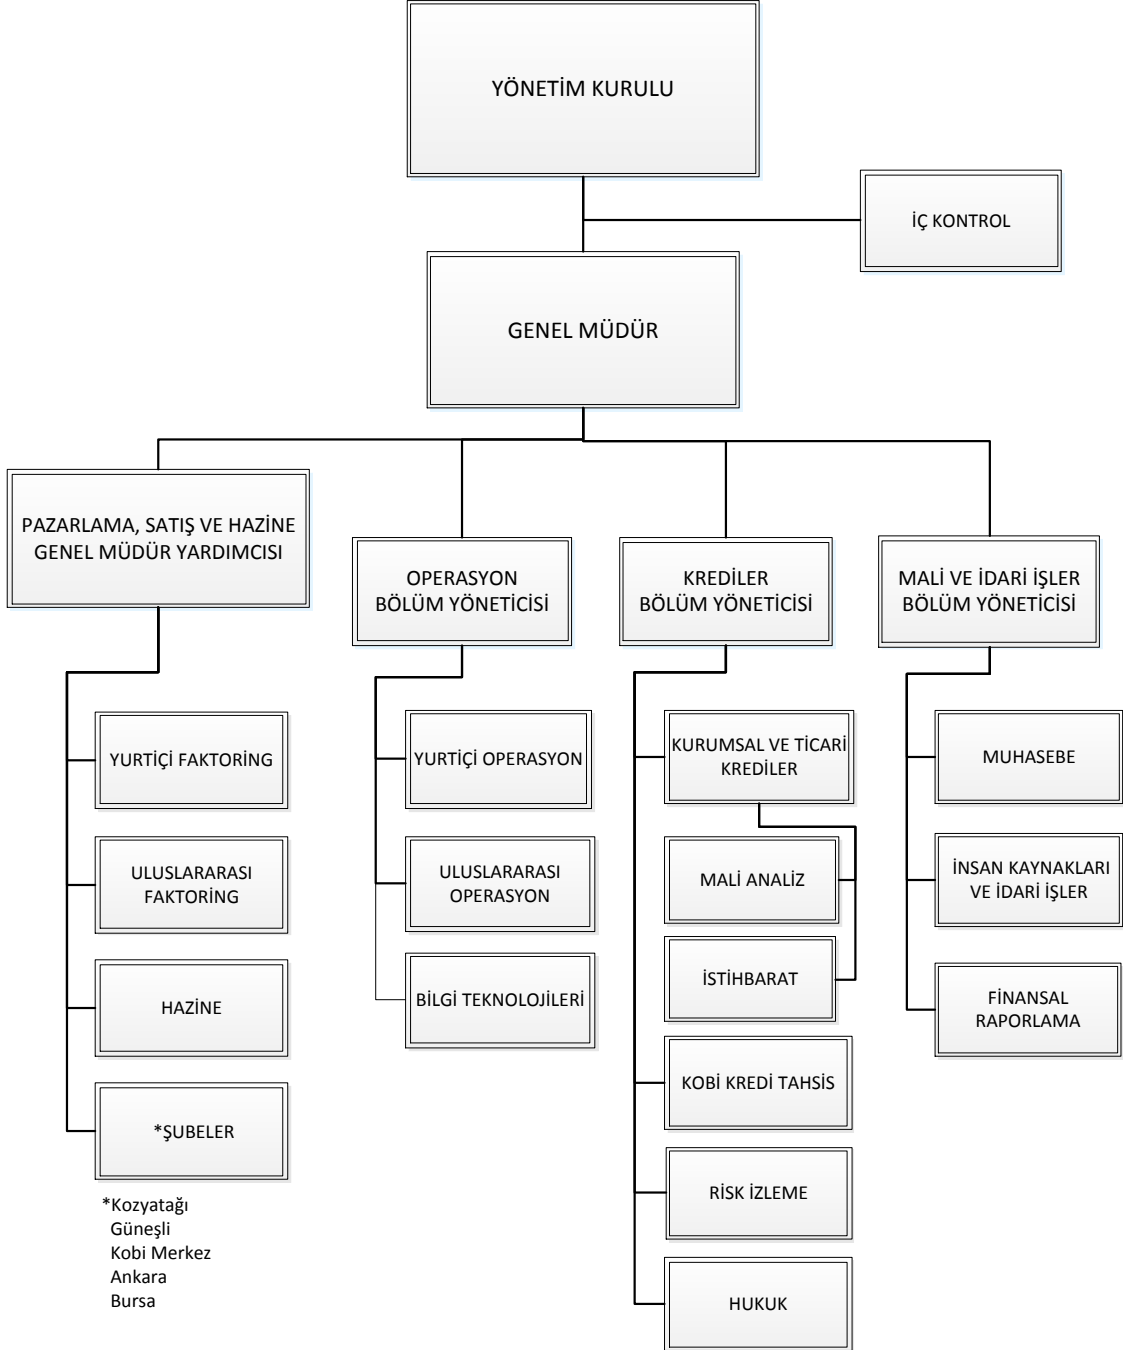 YÖNETİM KURULU
İÇ KONTROL
GENEL MÜDÜR
PAZARLAMA, SATIŞ VE HAZİNE
GENEL MÜDÜR YARDIMCISI
OPERASYON
BÖLÜM YÖNETİCİSİ
KREDİLER
BÖLÜM YÖNETİCİSİ
MALİ VE İDARİ İŞLER
BÖLÜM YÖNETİCİSİ
YURTİÇİ FAKTORİNG
ULUSLARARASI
FAKTORİNG
HAZİNE
*ŞUBELER
*Kozyatağı
Güneşli
Kobi Merkez
Ankara
Bursa
YURTİÇİ OPERASYON
ULUSLARARASI
OPERASYON
BİLGİ TEKNOLOJİLERİ
KURUMSAL VE TİCARİ
KREDİLER
MALİ ANALİZ
İSTİHBARAT
KOBİ KREDİ TAHSİS
RİSK İZLEME
HUKUK
MUHASEBE
İNSAN KAYNAKLARI
VE İDARİ İŞLER
FİNANSAL
RAPORLAMA